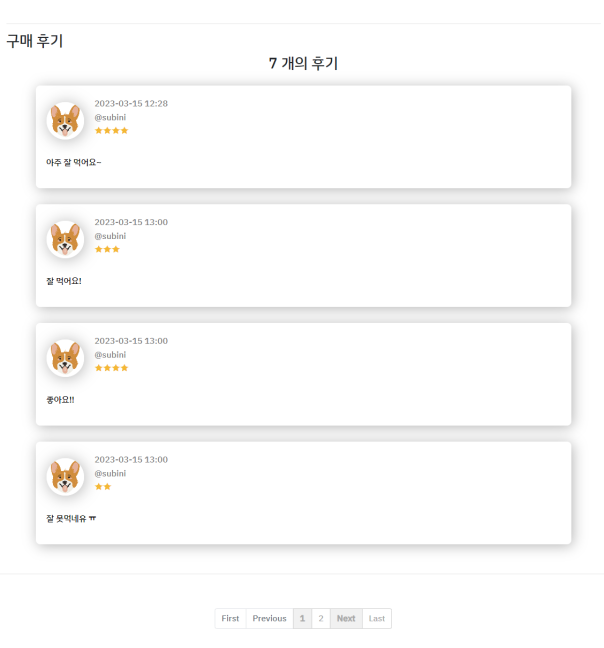 구매 후기
7 개의 후기
2023-03-15 12:28
@subini
아주 잘 먹어요~
2023-03-15 13:00
@subini
잘 먹어요!
2023-03-15 13:00
@subini
좋아요!!
2023-03-15 13:00
@subini
잘 못먹네유 ㅠ
First Previous 1 2 Next Last